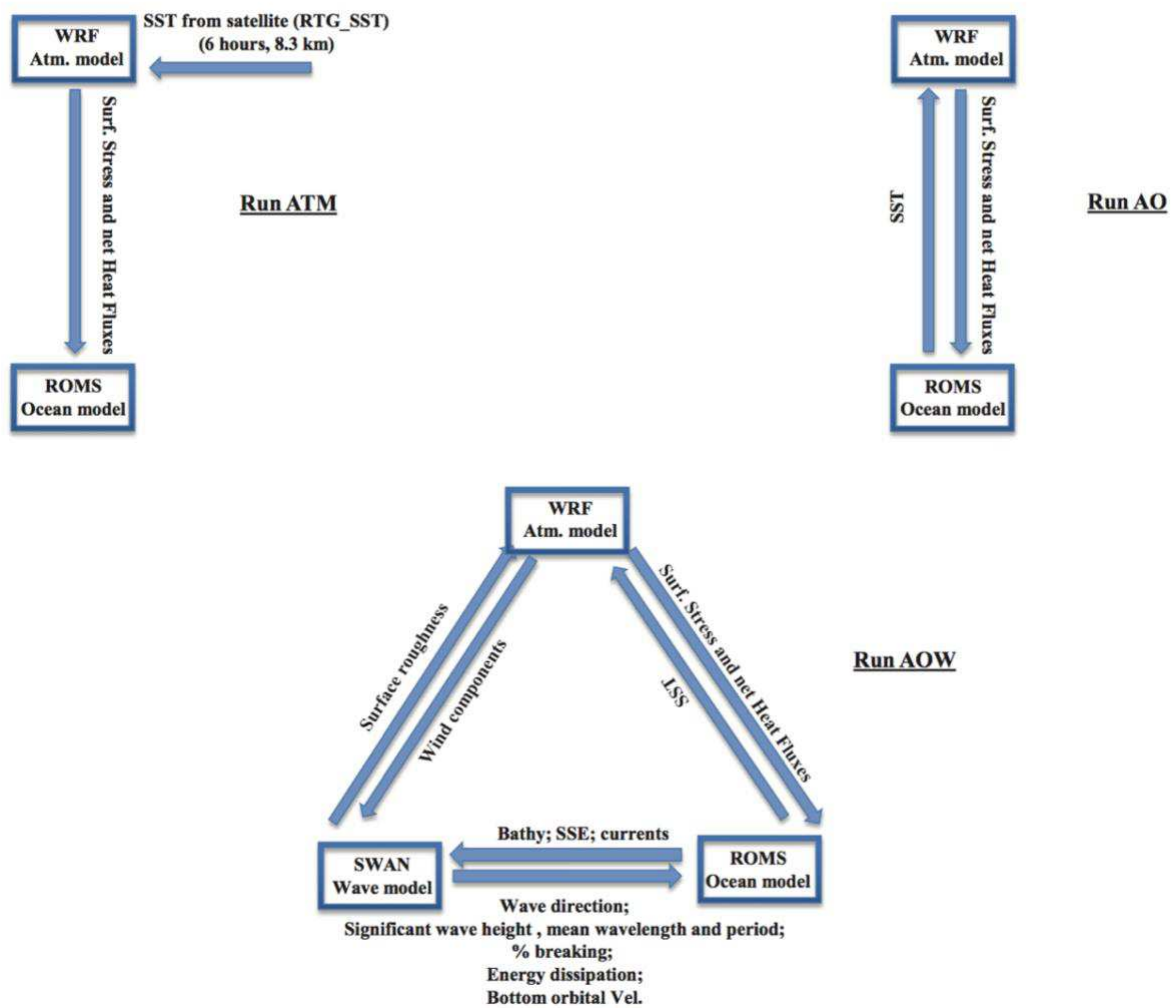 WRF
Atm. model
SST from satellite (RTG_SST)
(6 hours, 8.3 km)
Surf. Stress and net Heat Fluxes
Run ATM
ROMS
Ocean model
WRF
Atm. model
SST
Surf. Stress and net Heat Fluxes
Run AO
ROMS
Ocean model
WRF
Atm. model
Surface roughness
Wind components
SST
Surf. Stress and net Heat Fluxes
Run AOW
SWAN
Wave model
Bathy; SSE; currents
ROMS
Ocean model
Wave direction;
Significant wave height , mean wavelength and period;
% breaking;
Energy dissipation;
Bottom orbital Vel.